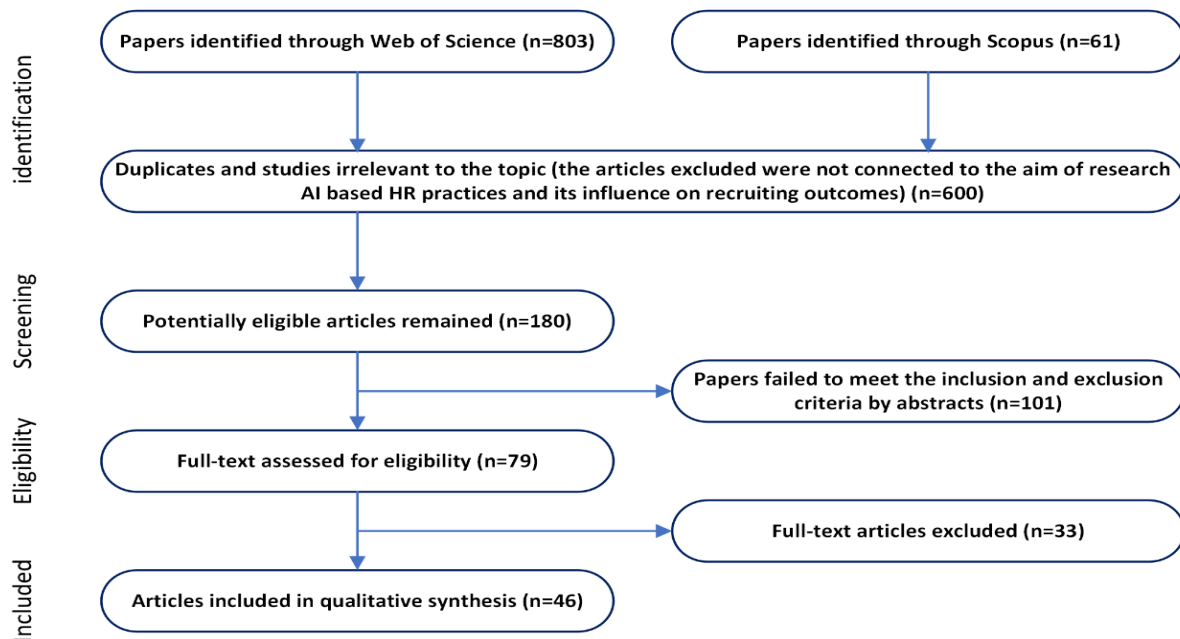 Papers identified through Web of Science (n=803)
Papers identified through Scopus (n=61)
identification
Duplicates and studies irrelevant to the topic (the articles excluded were not connected to the aim of research
AI based HR practices and its influence on recruiting outcomes) (n=600)
Screening
Potentially eligible articles remained (n=180)
Papers failed to meet the inclusion and exclusion
criteria by abstracts (n=101)
Eligibility
Full-text assessed for eligibility (n=79)
Full-text articles excluded (n=33)
Included
Articles included in qualitative synthesis (n=46)